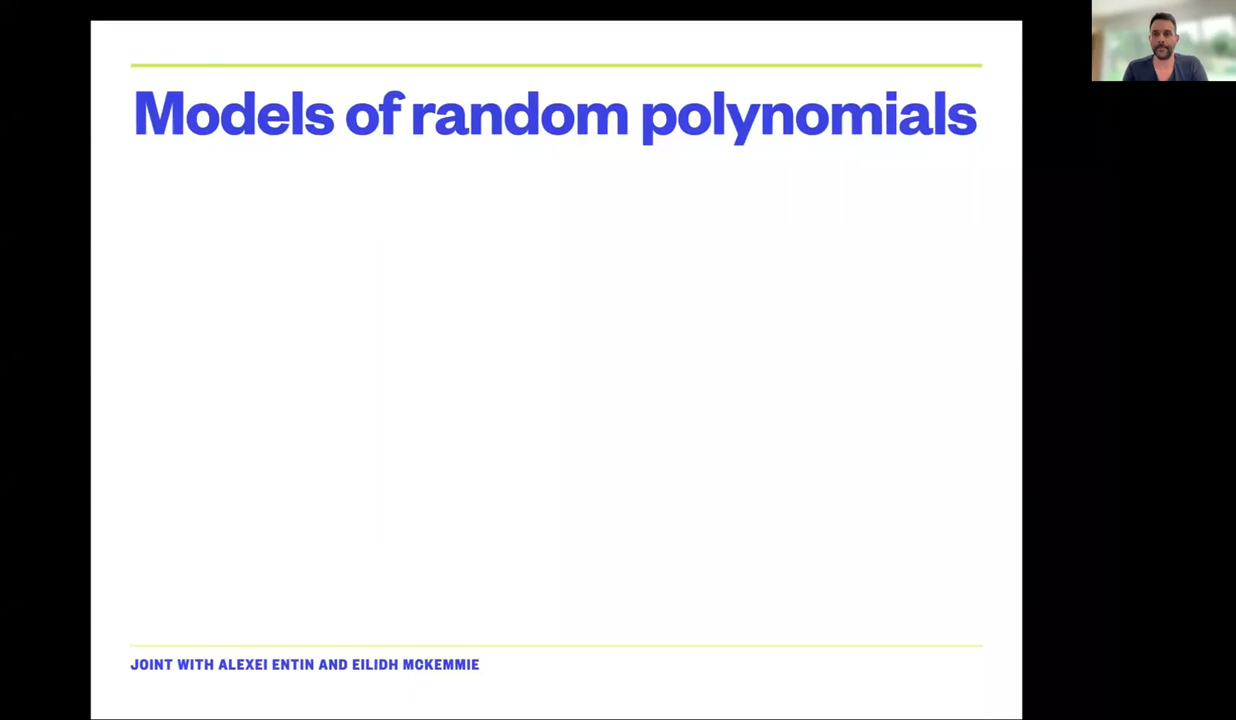 Models of random polynomials
JOINT WITH ALEXEI ENTIN AND EILIDH MCKEMMIE